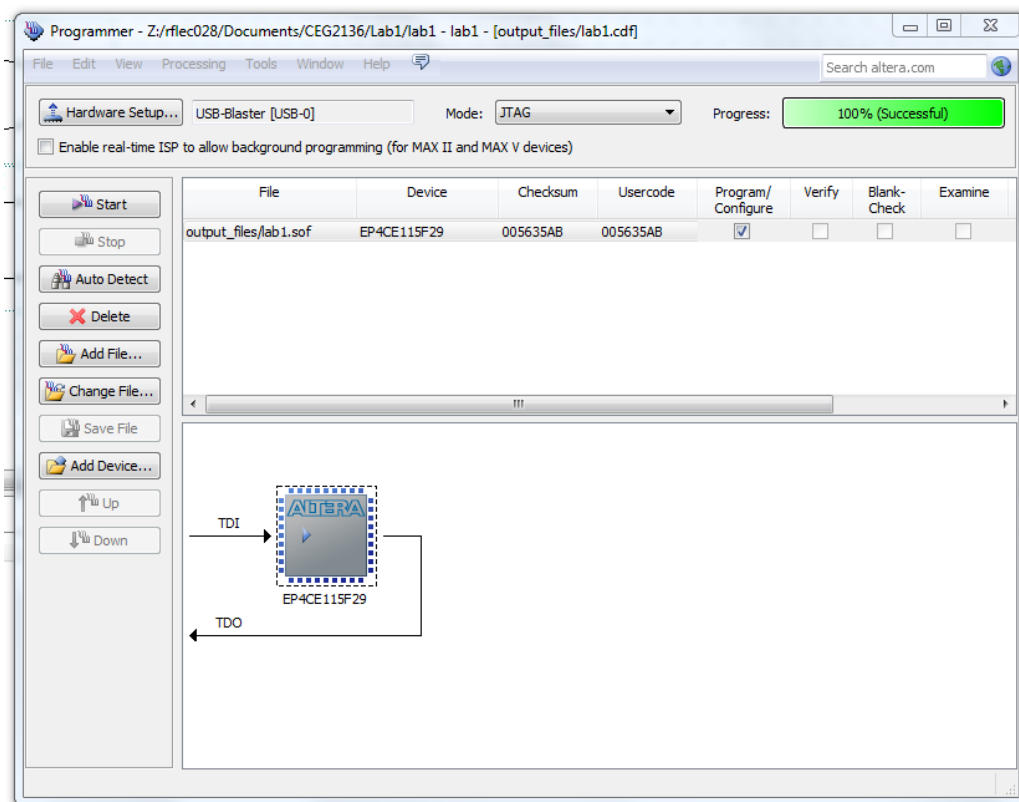 Programmer - Z:/rflec028/Documents/CEG2136/Lab1/lab1 - lab1 - [output_files/lab1.cdf]
File Edit View Processing Tools Window Help
Search altera.com
Hardware Setup... USB-Blaster [USB-0] Mode: JTAG Progress: 100% (Successful)
Enable real-time ISP to allow background programming (for MAX II and MAX V devices)
Start
Stop
Auto Detect
Delete
Add File...
Change File...
Save File
Add Device...
Up
Down
File Device Checksum Usercode Program/ Verify Blank- Examine
Configure Check
output_files/lab1.sof EP4CE115F29 005635AB 005635AB
ALTERA
TDI
EP4CE115F29
TDO